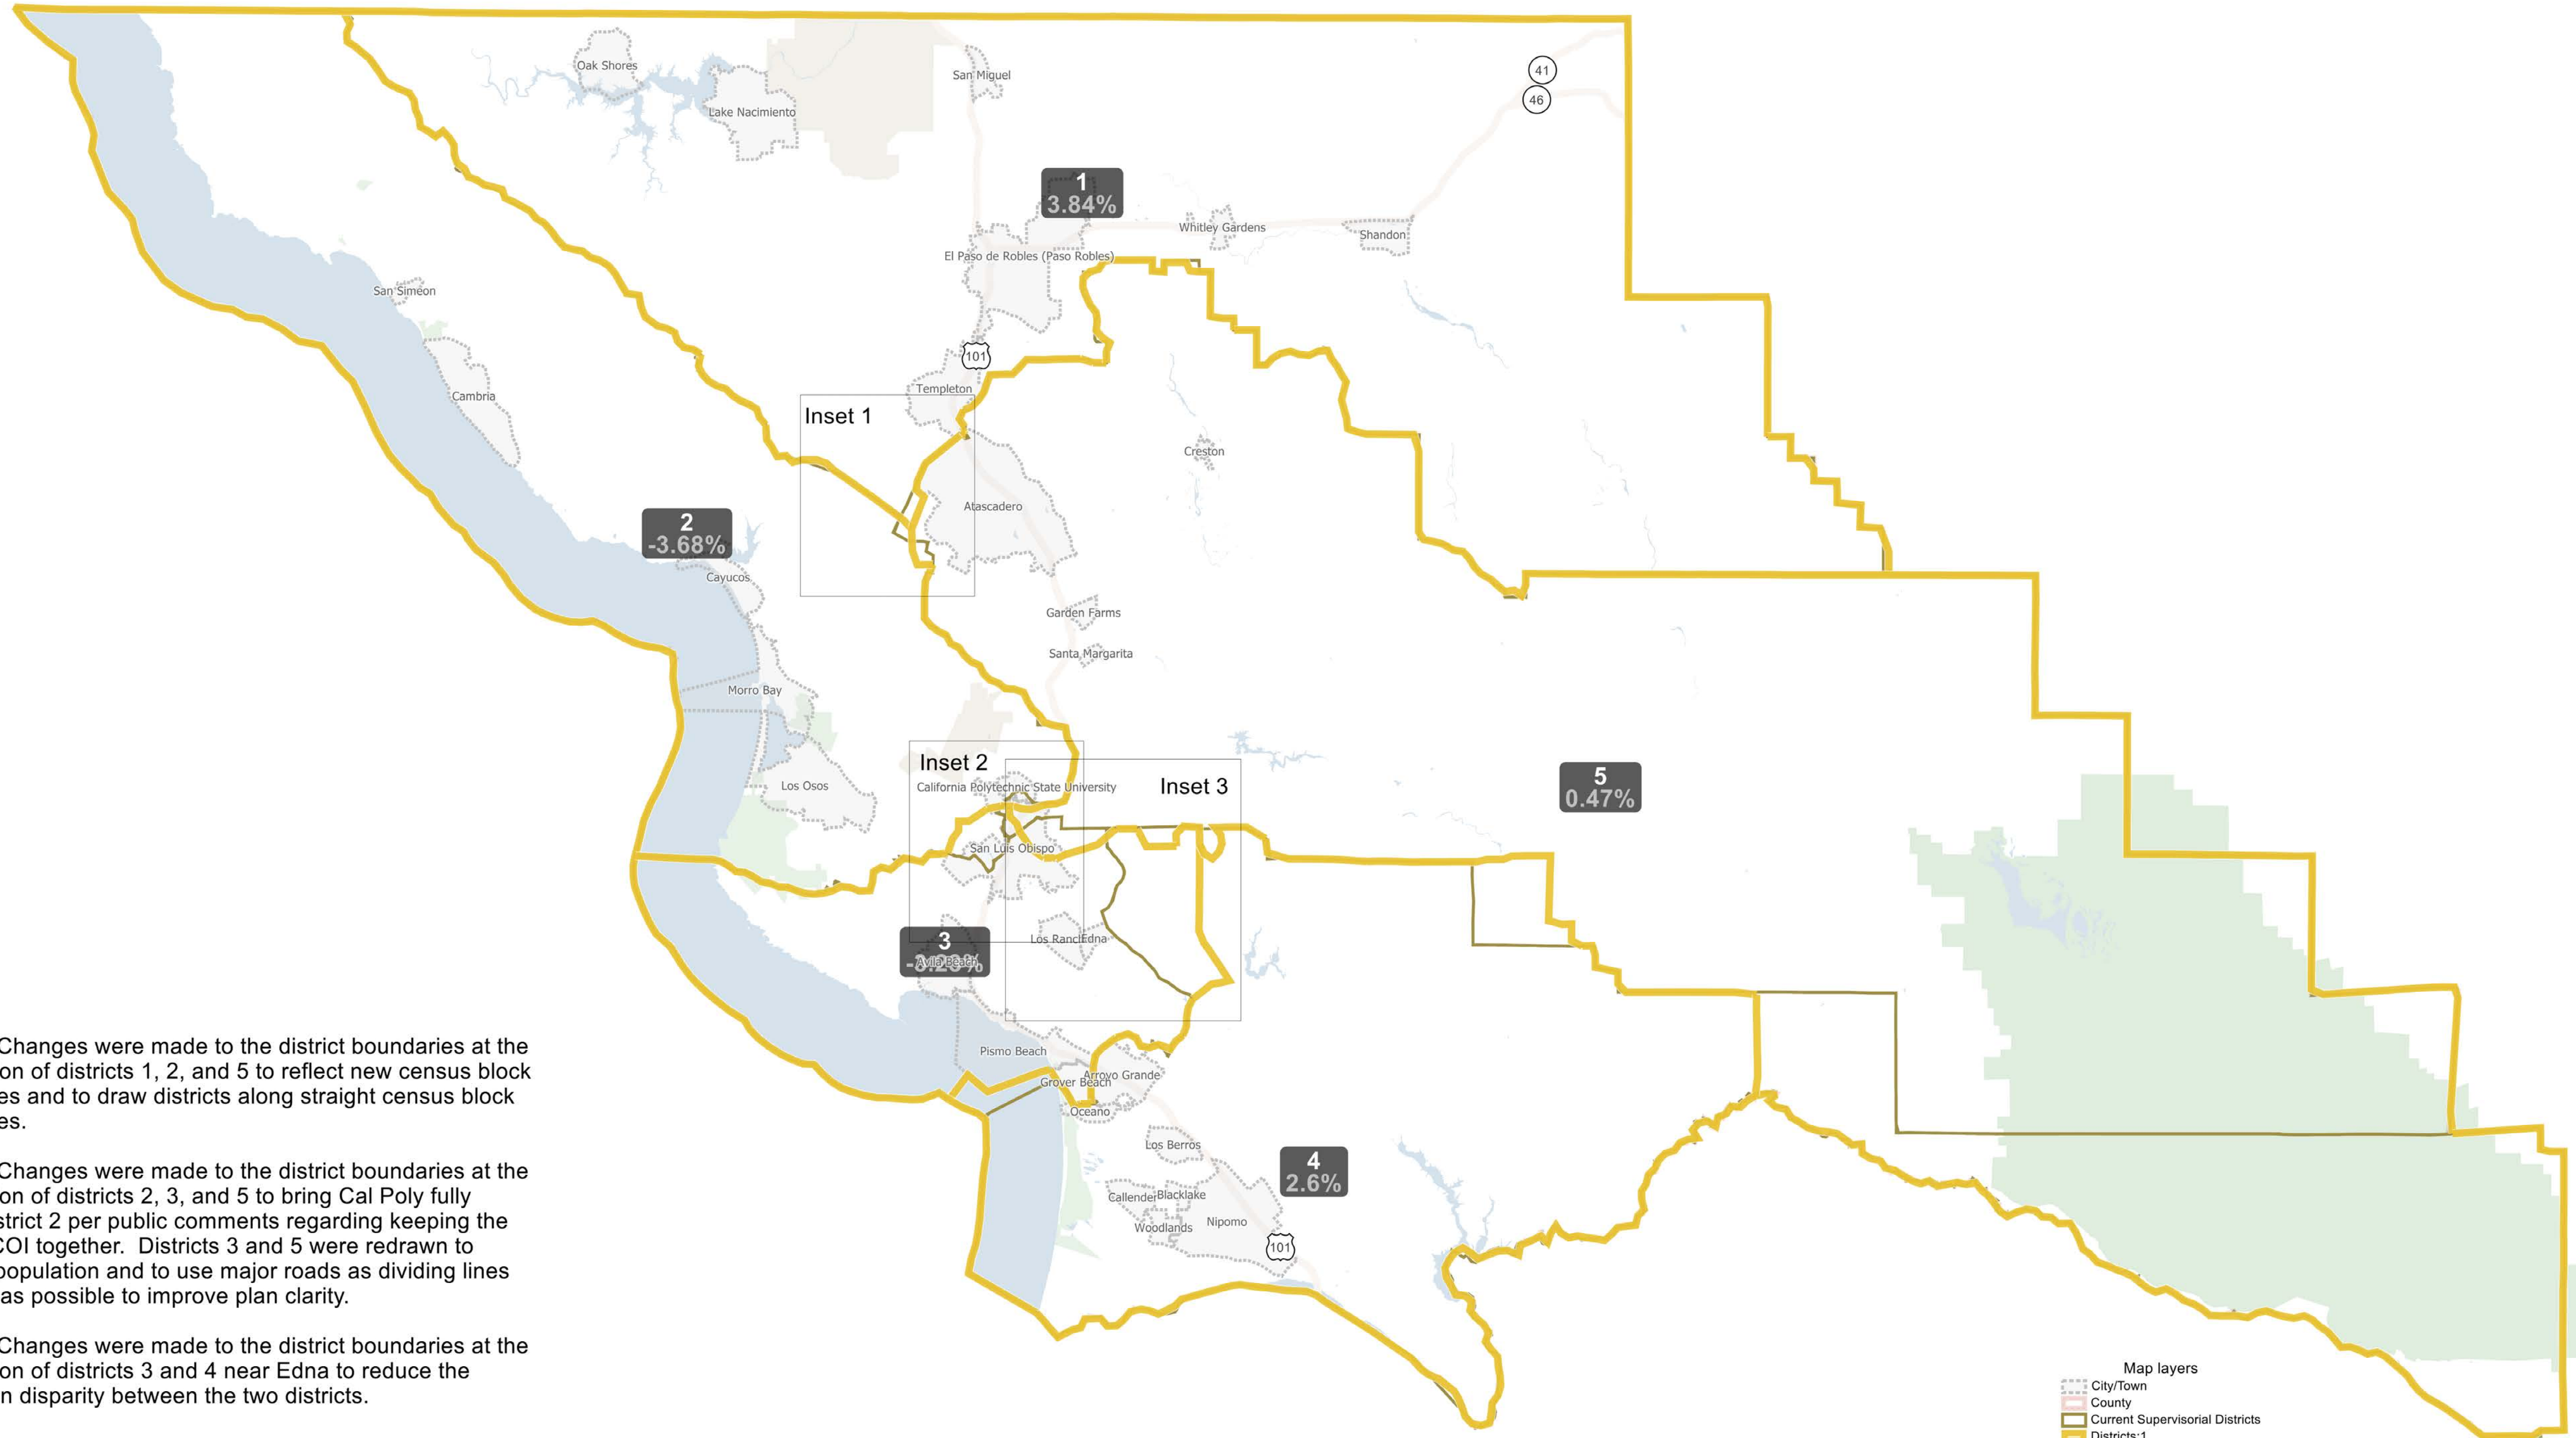 Oak Shores
Lake Nacimiento
San Miguel
41
46
1
3.84%
Whitley Gardens
Shandon
El Paso de Robles (Paso Robles)
San Simeon
Cambria
101
Templeton
Inset 1
Creston
Atascadero
2
-3.68%
Cayucos
Garden Farms
Santa Margarita
Morro Bay
Inset 2
California Polytechnic State University
Inset 3
Los Osos
5
0.47%
San Luis Obispo
3
Los Ranc
Edna
Avila Beach
Pismo Beach
Arroyo Grande
Grover Beach
Oceano
Los Berros
4
2.6%
Callender
Blacklake
Woodlands
Nipomo
101
Changes were made to the district boundaries at the
on of districts 1, 2, and 5 to reflect new census block
es and to draw districts along straight census block
es.
Changes were made to the district boundaries at the
on of districts 2, 3, and 5 to bring Cal Poly fully
strict 2 per public comments regarding keeping the
COI together. Districts 3 and 5 were redrawn to
population and to use major roads as dividing lines
as possible to improve plan clarity.
Changes were made to the district boundaries at the
on of districts 3 and 4 near Edna to reduce the
n disparity between the two districts.
Map layers
City/Town
County
Current Supervisorial Districts
Districts:1